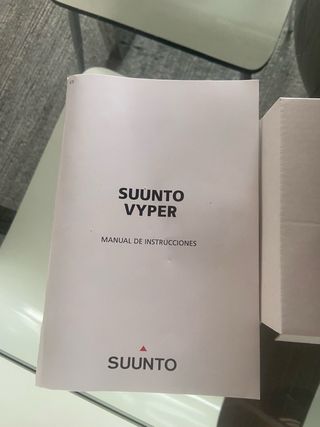 SUUNTO
VYPER
MANUAL DE INSTRUCCIONES
SUUNTO